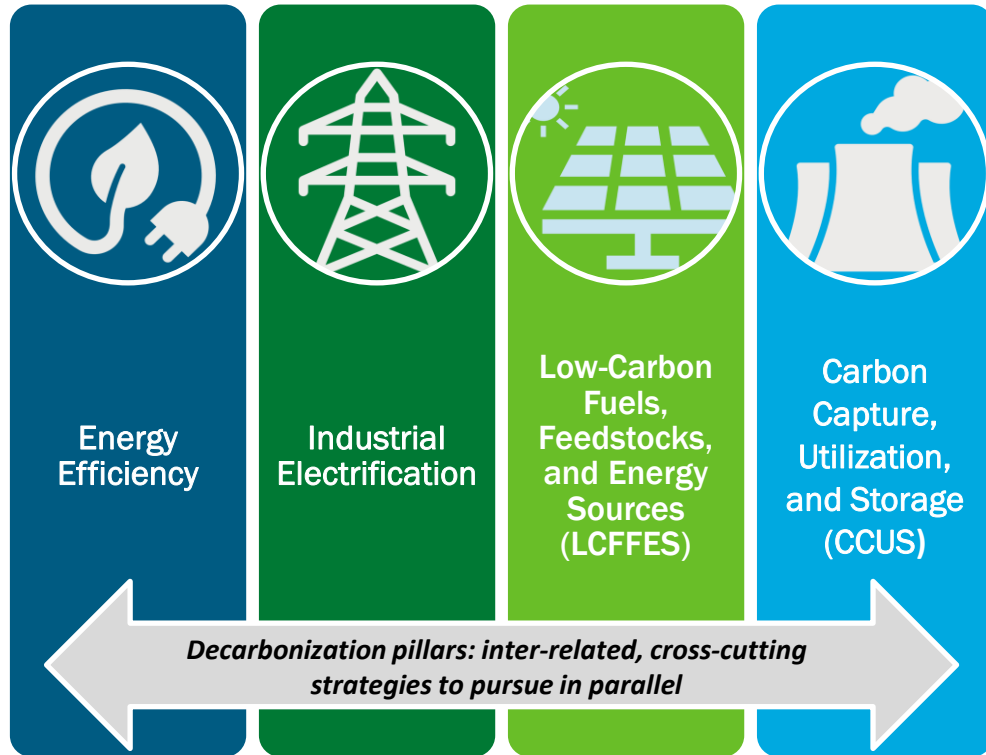 Energy
Efficiency
Industrial
Electrification
Low-Carbon
Fuels,
Feedstocks,
and Energy
Sources
(LCFFES)
Carbon
Capture,
Utilization,
and Storage
(CCUS)
Decarbonization pillars: inter-related, cross-cutting
strategies to pursue in parallel